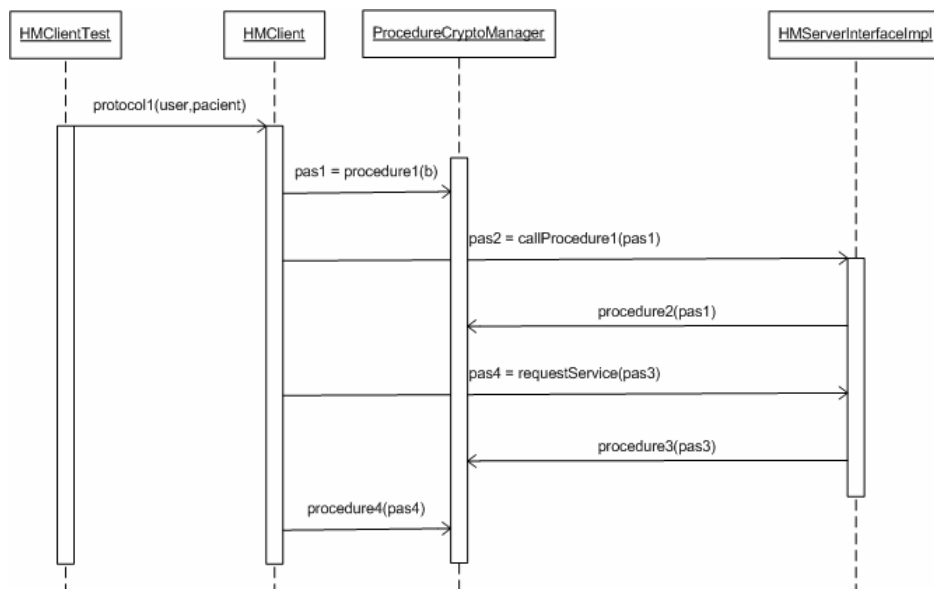 HMClientTest
HMClient
ProcedureCryptoManager
HMServerInterfaceImpl
protocol1(user,pacient)
pas1 = procedure1(b)
pas2 = callProcedure1(pas1)
procedure2(pas1)
pas4 = requestService(pas3)
procedure3(pas3)
procedure4(pas4)